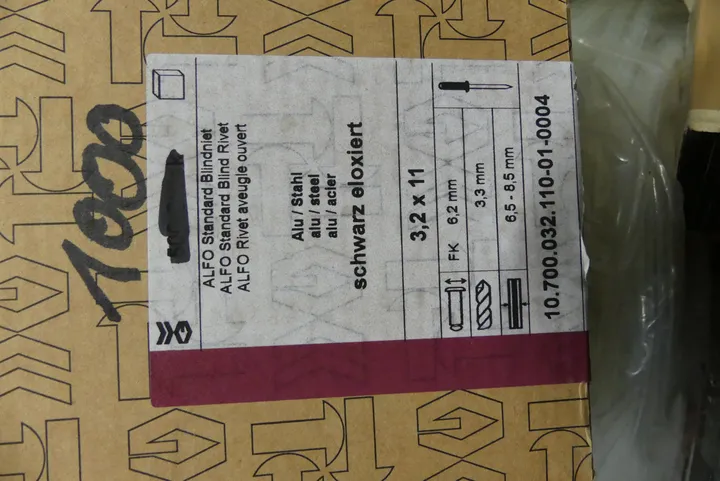 1000
ALFO Standard Blindniet
ALFO Standard Blind Rivet
ALFO Rivet aveugle ouvert
Alu / Stahl
alu / steel
alu / acier
schwarz eloxiert
3,2 x 11
FK 6,2 mm
3,3 mm
6,5 - 8,5 mm
10.700.032.110-01-0004